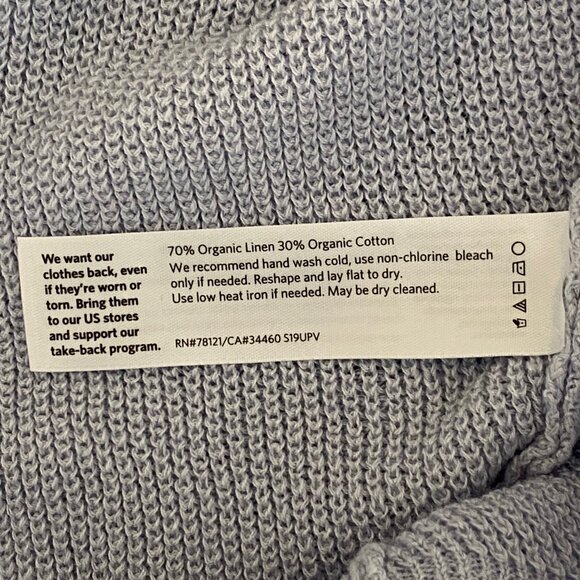 We want our
clothes back, even
if they're worn or
torn. Bring them
to our US stores
and support our
take-back program.
70% Organic Linen 30% Organic Cotton
We recommend hand wash cold, use non-chlorine bleach
only if needed. Reshape and lay flat to dry.
Use low heat iron if needed. May be dry cleaned.
RN#78121/CA#34460 S19UPV